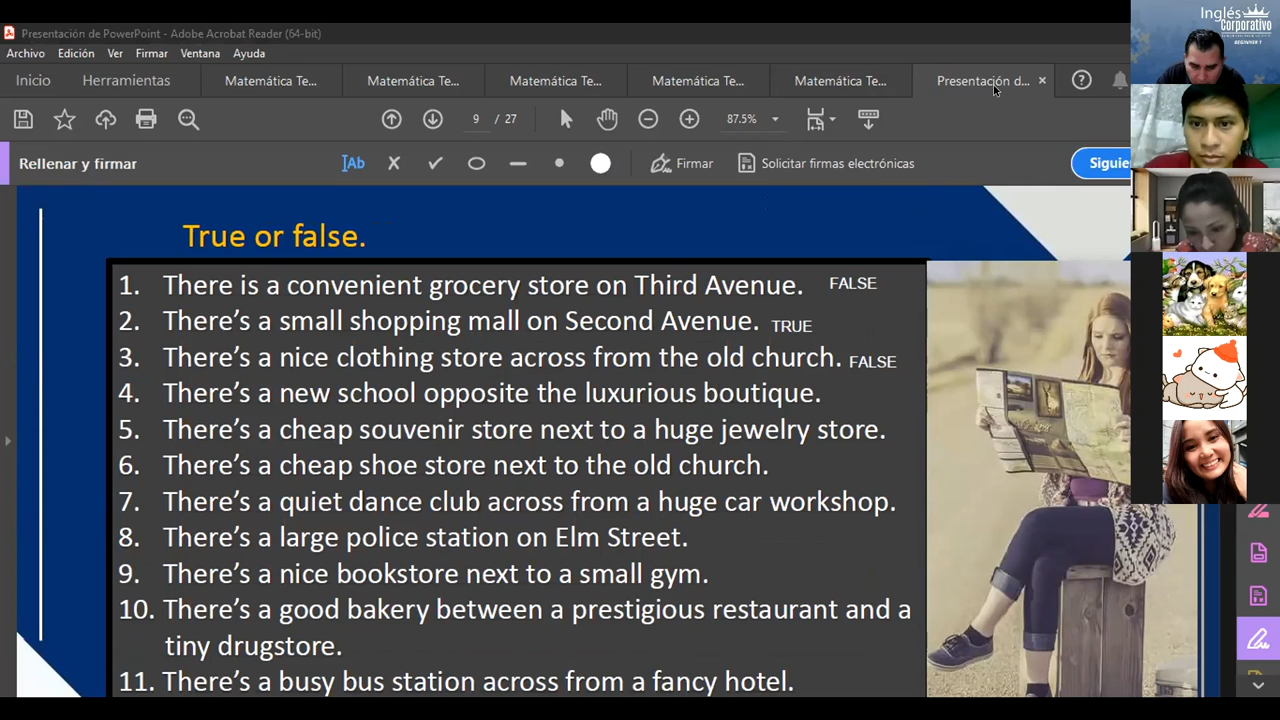 Presentación de PowerPoint - Adobe Acrobat Reader (64-bit)
Archivo Edición Ver Firmar Ventana Ayuda
Inicio Herramientas Matemática Te... Matemática Te... Matemática Te... Matemática Te... Matemática Te... Presentación d... ×
9 / 27 87.5%
Rellenar y firmar Ab Firmar Solicitar firmas electrónicas Siguie
Inglés
Corporativo
BEGINNER 1
True or false.
1. There is a convenient grocery store on Third Avenue. FALSE
2. There's a small shopping mall on Second Avenue. TRUE
3. There's a nice clothing store across from the old church. FALSE
4. There's a new school opposite the luxurious boutique.
5. There's a cheap souvenir store next to a huge jewelry store.
6. There's a cheap shoe store next to the old church.
7. There's a quiet dance club across from a huge car workshop.
8. There's a large police station on Elm Street.
9. There's a nice bookstore next to a small gym.
10. There's a good bakery between a prestigious restaurant and a
tiny drugstore.
11. There's a busy bus station across from a fancy hotel.